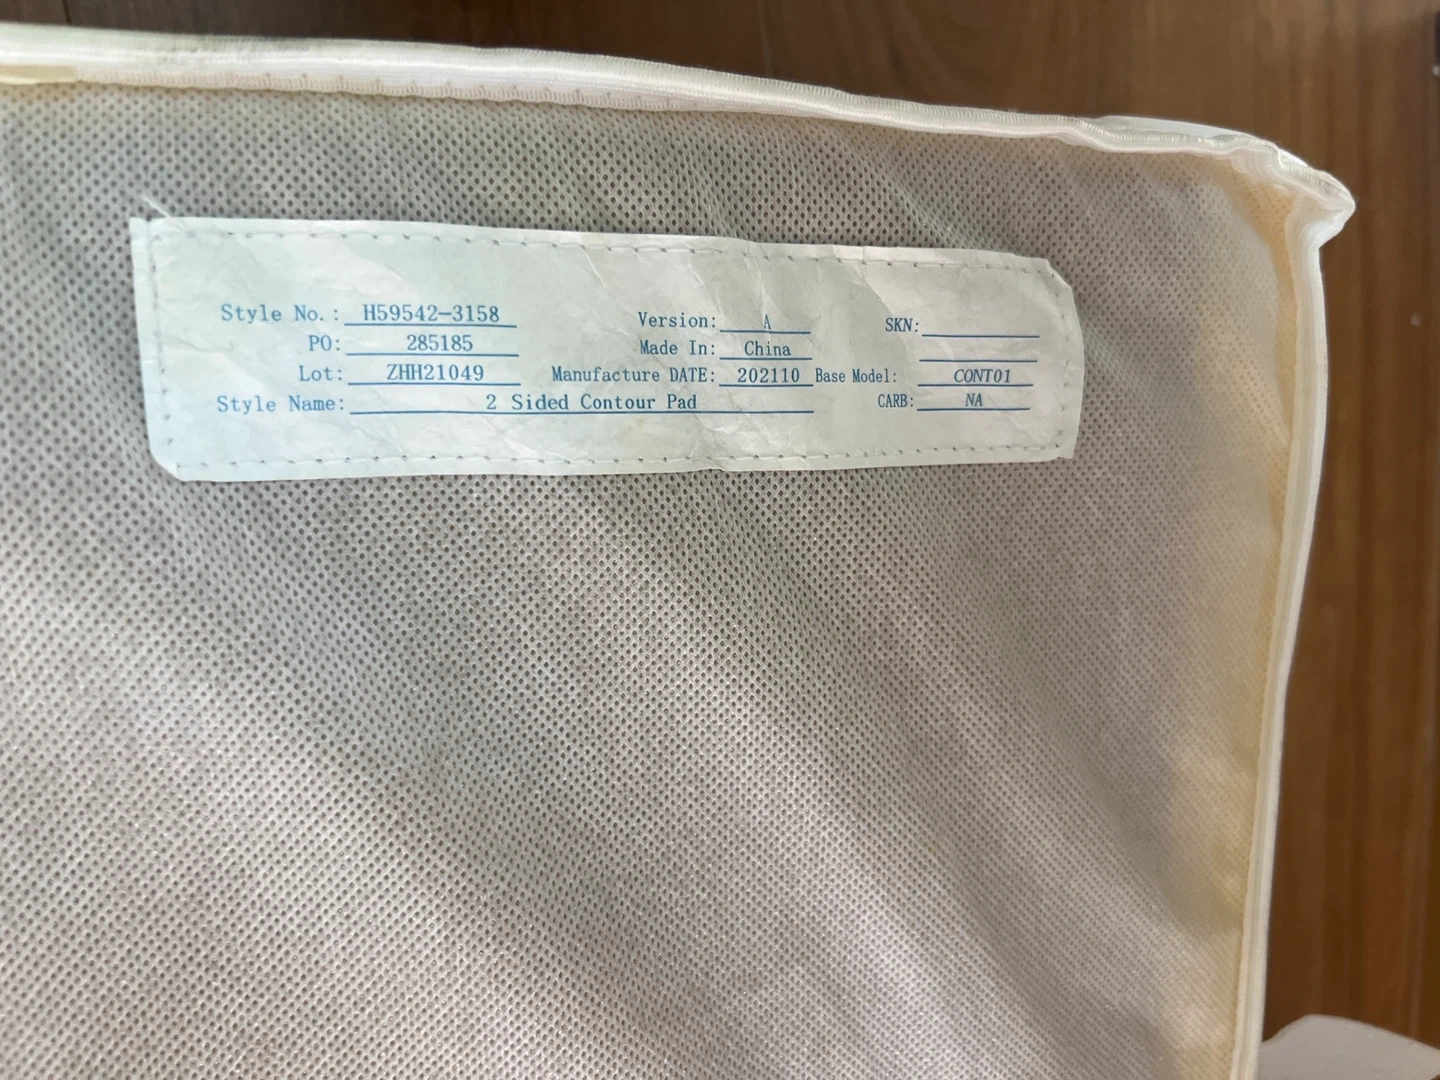 Style No.: H59542-3158 Version: A SKN:
PO: 285185 Made In: China
Lot: ZHH21049 Manufacture DATE: 202110 Base Model: CONT01
Style Name: 2 Sided Contour Pad CARB: NA